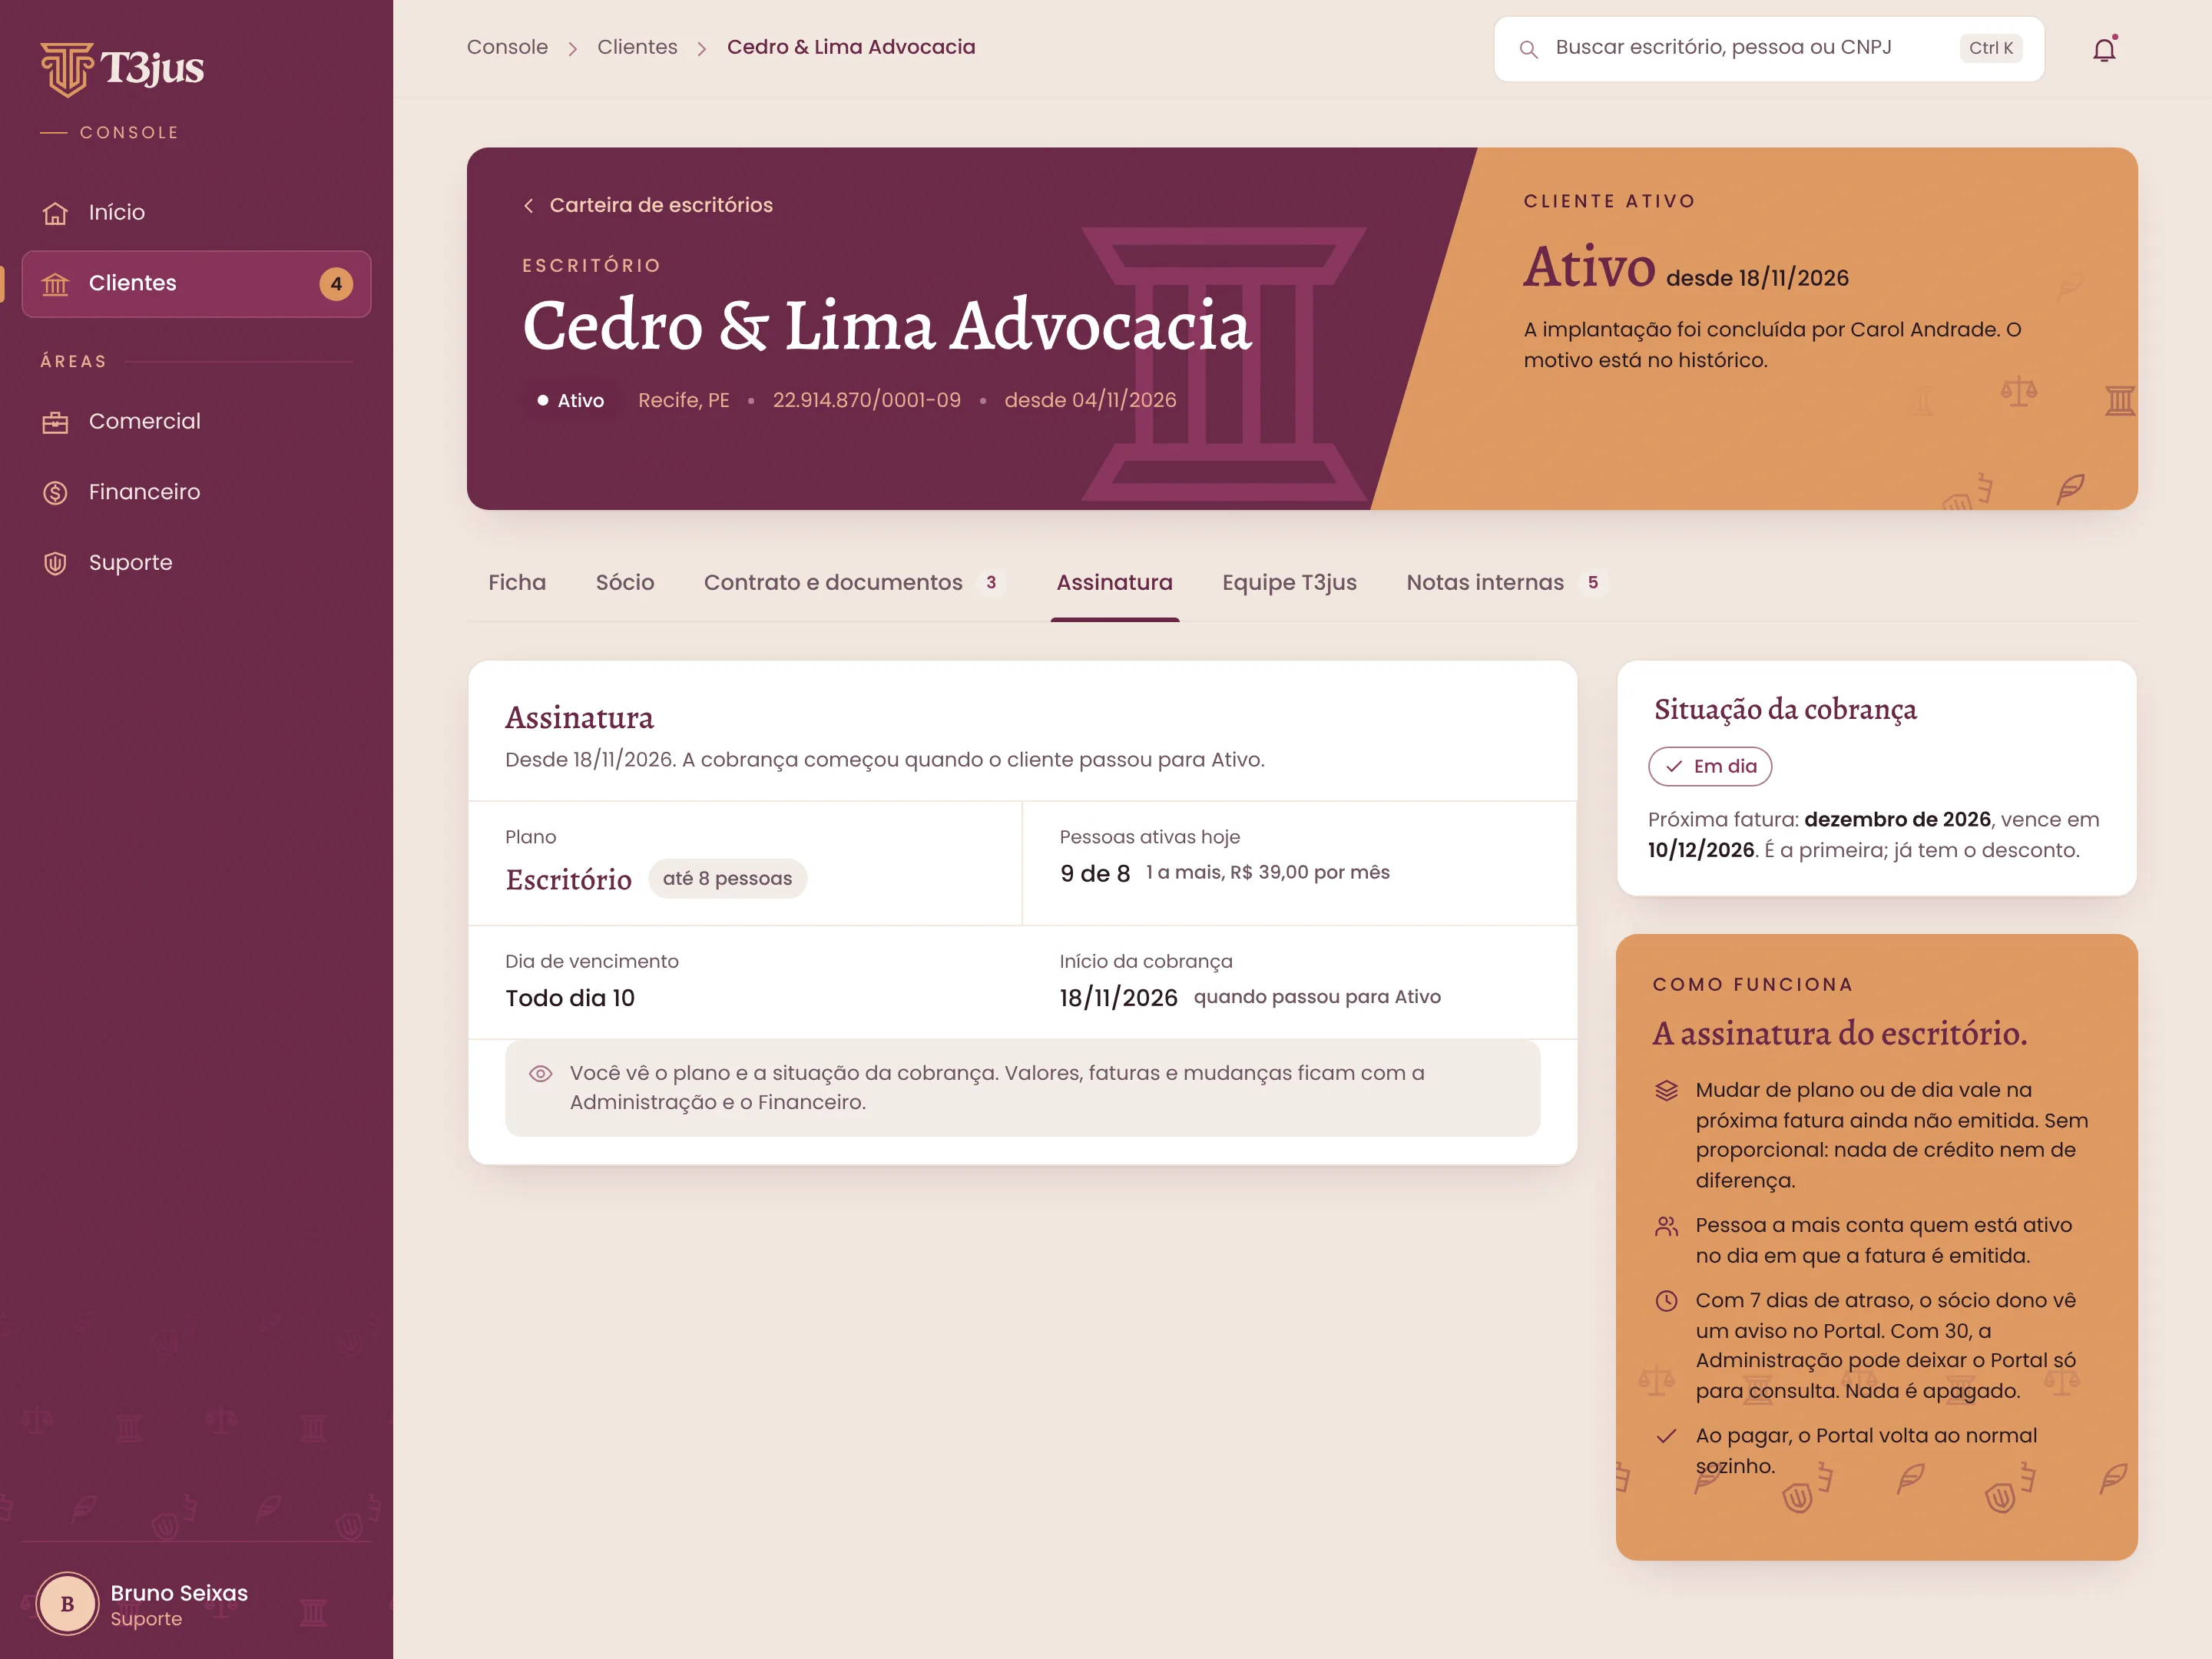 T3jus
CONSOLE
Início
Clientes
4
ÁREAS
Comercial
Financeiro
Suporte
B
Bruno Seixas
Suporte
Console
Clientes
Cedro & Lima Advocacia
Buscar escritório, pessoa ou CNPJ
Ctrl K
Carteira de escritórios
ESCRITÓRIO
Cedro & Lima Advocacia
Ativo
Recife, PE • 22.914.870/0001-09 • desde 04/11/2026
CLIENTE ATIVO
Ativo desde 18/11/2026
A implantação foi concluída por Carol Andrade. O
motivo está no histórico.
Ficha
Sócio
Contrato e documentos 3
Assinatura
Equipe T3jus
Notas internas 5
Assinatura
Desde 18/11/2026. A cobrança começou quando o cliente passou para Ativo.
Plano
Escritório até 8 pessoas
Pessoas ativas hoje
9 de 8 1 a mais, R$ 39,00 por mês
Dia de vencimento
Todo dia 10
Início da cobrança
18/11/2026 quando passou para Ativo
Você vê o plano e a situação da cobrança. Valores, faturas e mudanças ficam com a
Administração e o Financeiro.
Situação da cobrança
Em dia
Próxima fatura: dezembro de 2026, vence em
10/12/2026. É a primeira; já tem o desconto.
COMO FUNCIONA
A assinatura do escritório.
Mudar de plano ou de dia vale na
próxima fatura ainda não emitida. Sem
proporcional: nada de crédito nem de
diferença.
Pessoa a mais conta quem está ativo
no dia em que a fatura é emitida.
Com 7 dias de atraso, o sócio dono vê
um aviso no Portal. Com 30, a
Administração pode deixar o Portal só
para consulta. Nada é apagado.
Ao pagar, o Portal volta ao normal
sozinho.